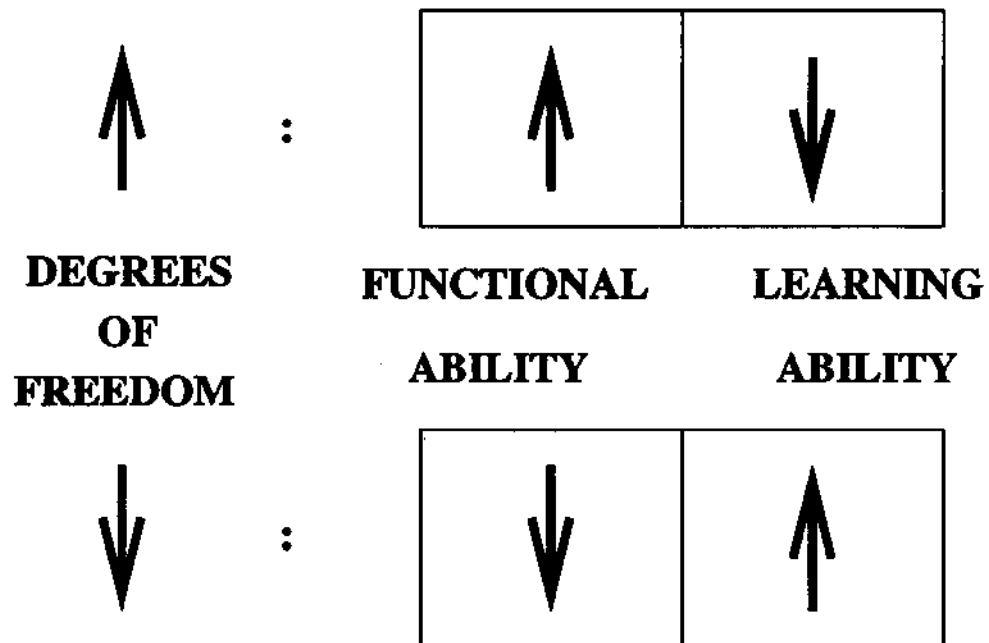 :
DEGREES
OF
FREEDOM
FUNCTIONAL
ABILITY
LEARNING
ABILITY
: